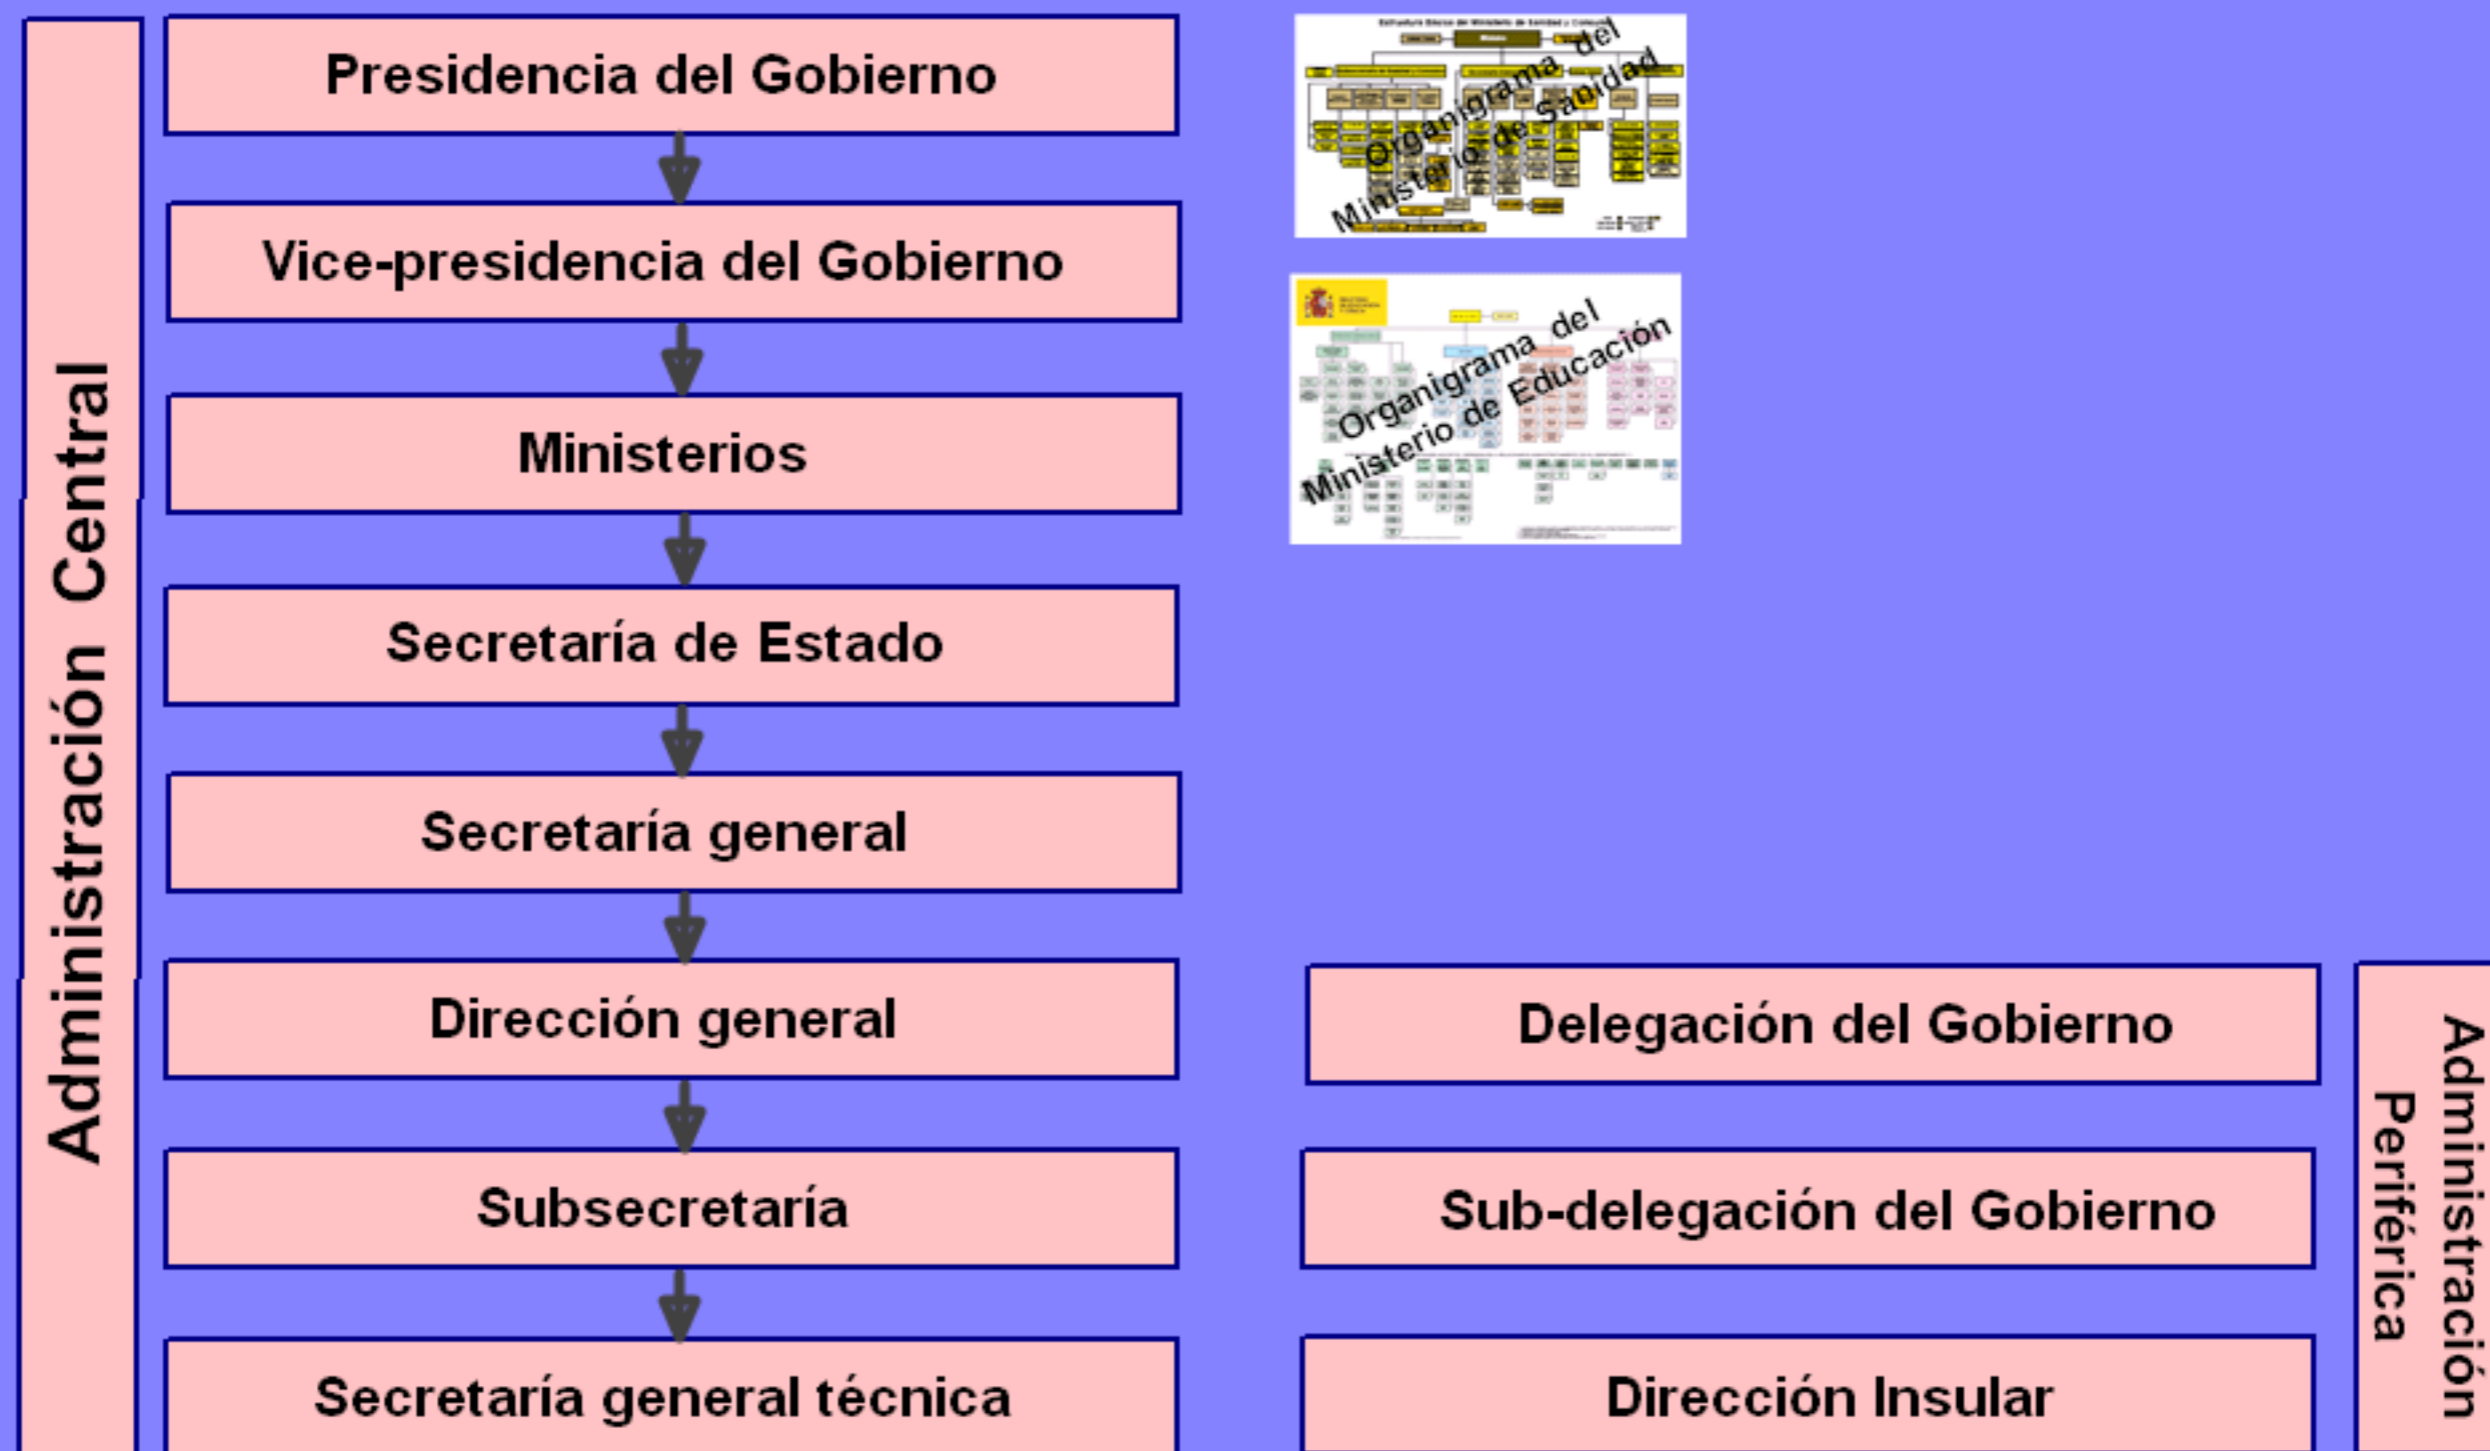 Administración Central
Presidencia del Gobierno
Vice-presidencia del Gobierno
Ministerios
Secretaría de Estado
Secretaría general
Dirección general
Subsecretaría
Secretaría general técnica
Organigrama del
Ministerio de Sanidad
Organigrama del
Ministerio de Educación
Delegación del Gobierno
Sub-delegación del Gobierno
Dirección Insular
Administración
Periférica